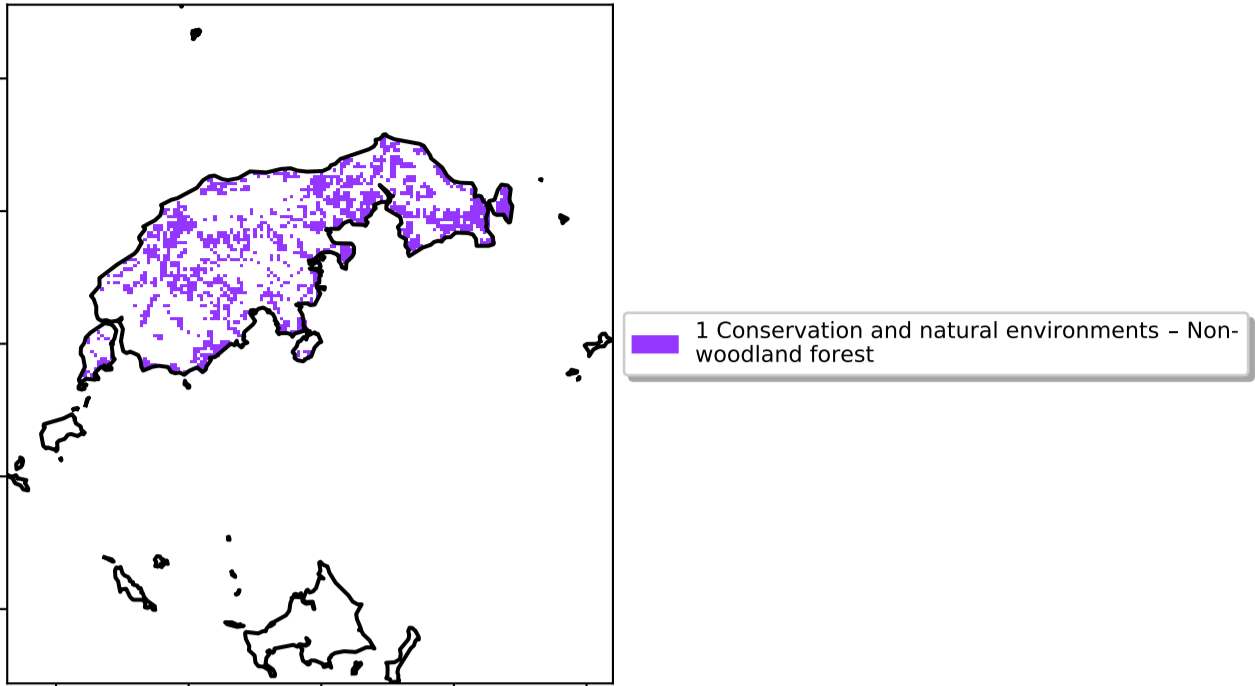 1 Conservation and natural environments – Non-
woodland forest